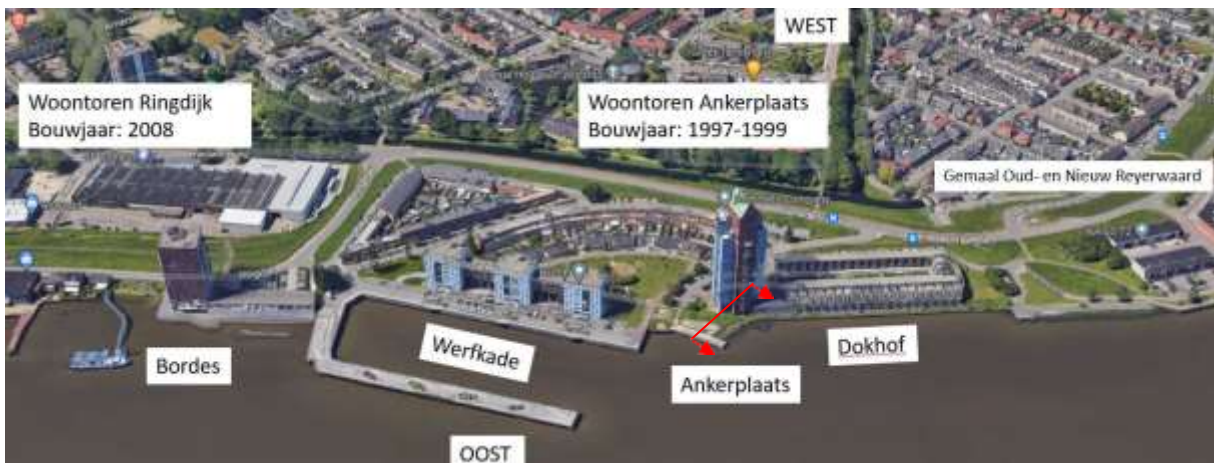 WEST
Woontoren Ringdijk
Bouwjaar: 2008
Woontoren Ankerplaats
Bouwjaar: 1997-1999
Gemaal Oud- en Nieuw Reyerwaard
Bordes
Werfkade
Dokhof
Ankerplaats
OOST